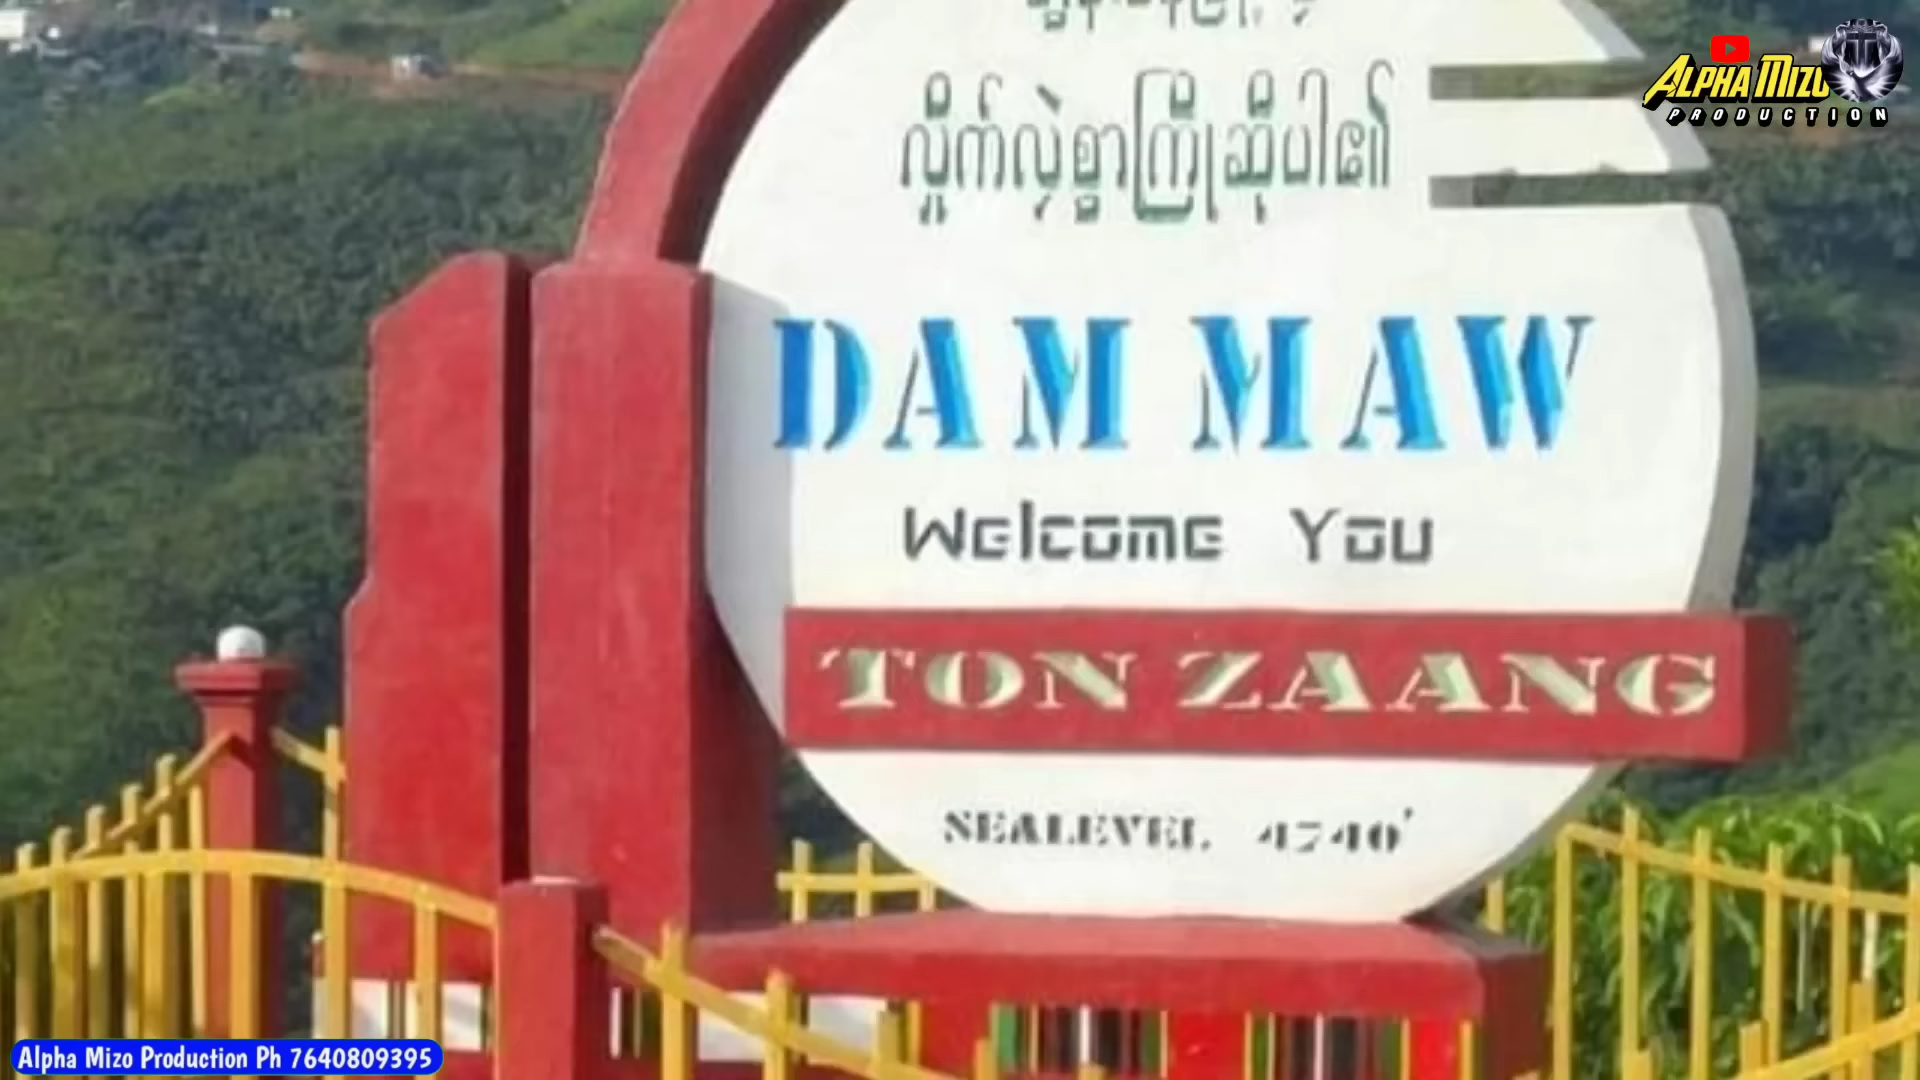 လှိုက်လှဲစွာကြိုဆိုပါ၏
DAM MAW
Welcome You
TON ZAANG
SEALEVEL 4740'
ALPHA MIZO
PRODUCTION
Alpha Mizo Production Ph 7640809395